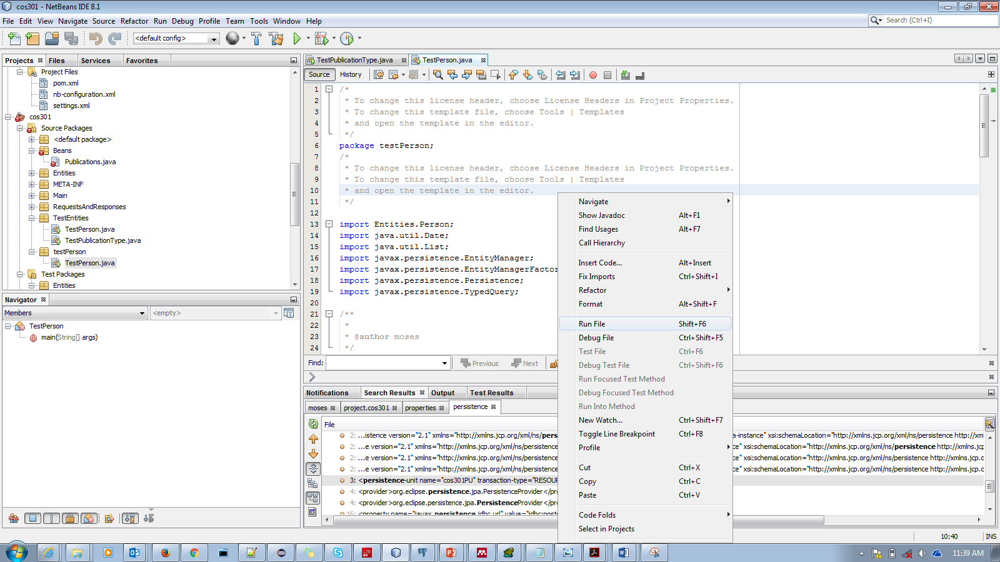 cos301 - NetBeans IDE 8.1
File Edit View Navigate Source Refactor Run Debug Profile Team Tools Window Help
Search (Ctrl+I)
<default config>
Projects Files Services Favorites
Project Files
pom.xml
nb-configuration.xml
settings.xml
cos301
Source Packages
<default package>
Beans
Publications.java
Entities
META-INF
Main
RequestsAndResponses
TestEntities
TestPerson.java
TestPublicationType.java
testPerson
TestPerson.java
Test Packages
Entities
Navigator
Members <empty>
TestPerson
main(String[] args)
TestPublicationType.java TestPerson.java
Source History
1 /*
2 * To change this license header, choose License Headers in Project Properties.
3 * To change this template file, choose Tools | Templates
4 * and open the template in the editor.
5 */
6 package testPerson;
7 /*
8 * To change this license header, choose License Headers in Project Properties.
9 * To change this template file, choose Tools | Templates
10 * and open the template in the editor.
11 */
12
13 import Entities.Person;
14 import java.util.Date;
15 import java.util.List;
16 import javax.persistence.EntityManager;
17 import javax.persistence.EntityManagerFactor
18 import javax.persistence.Persistence;
19 import javax.persistence.TypedQuery;
20
21 /**
22 *
23 * @author moses
24 */
Navigate
Show Javadoc Alt+F1
Find Usages Alt+F7
Call Hierarchy
Insert Code... Alt+Insert
Fix Imports Ctrl+Shift+I
Refactor
Format Alt+Shift+F
Run File Shift+F6
Debug File Ctrl+Shift+F5
Test File Ctrl+F6
Debug Test File Ctrl+Shift+F6
Run Focused Test Method
Debug Focused Test Method
Run Into Method
New Watch... Ctrl+Shift+F7
Toggle Line Breakpoint Ctrl+F8
Profile
Cut Ctrl+X
Copy Ctrl+C
Paste Ctrl+V
Code Folds
Select in Projects
Find: Previous Next
Notifications Search Results Output Test Results
moses project.cos301 properties persistence
File
2: ...istence version="2.1" xmlns="http://xmlns.jcp.org/xml/ns/pers a-instance" xsi:schemaLocation="http://xmlns.jcp.org/xml/ns/persistence http://xm
2: ...e version="2.1" xmlns="http://xmlns.jcp.org/xml/ns/persistence ce" xsi:schemaLocation="http://xmlns.jcp.org/xml/ns/persistence http://xmlns.jcp
2: ...e version="2.1" xmlns="http://xmlns.jcp.org/xml/ns/persistence ce" xsi:schemaLocation="http://xmlns.jcp.org/xml/ns/persistence http://xmlns.jcp.o
2: ...e version="2.1" xmlns="http://xmlns.jcp.org/xml/ns/persistence ce" xsi:schemaLocation="http://xmlns.jcp.org/xml/ns/persistence http://xmlns.jcp.o
3: <persistence-unit name="cos301PU" transaction-type="RESOUR
4: <provider>org.eclipse.persistence.jpa.PersistenceProvider</pro
4: <provider>org.eclipse.persistence.jpa.PersistenceProvider</pro
16: <property name="javax.persistence.jdbc.url" value="jdbc:poste
10:40 INS
11:39 AM